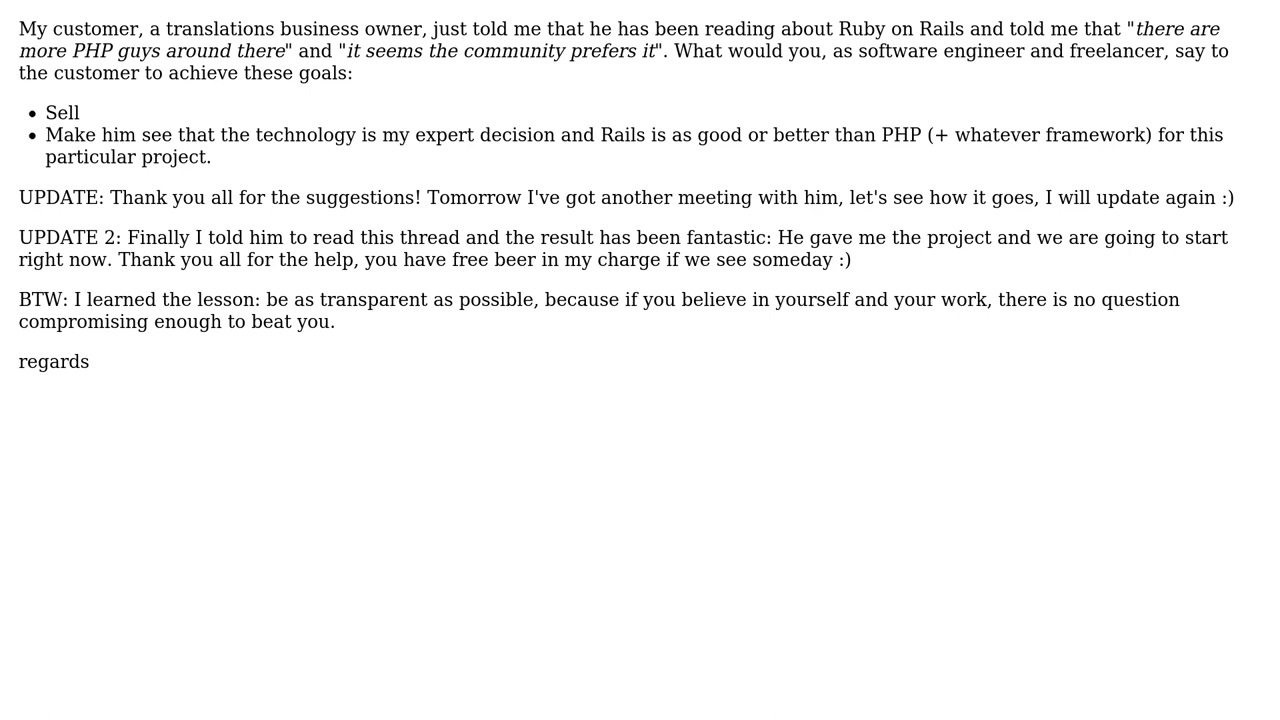 My customer, a translations business owner, just told me that he has been reading about Ruby on Rails and told me that "there are
more PHP guys around there" and "it seems the community prefers it". What would you, as software engineer and freelancer, say to
the customer to achieve these goals:
• Sell
• Make him see that the technology is my expert decision and Rails is as good or better than PHP (+ whatever framework) for this
particular project.
UPDATE: Thank you all for the suggestions! Tomorrow I've got another meeting with him, let's see how it goes, I will update again :)
UPDATE 2: Finally I told him to read this thread and the result has been fantastic: He gave me the project and we are going to start
right now. Thank you all for the help, you have free beer in my charge if we see someday :)
BTW: I learned the lesson: be as transparent as possible, because if you believe in yourself and your work, there is no question
compromising enough to beat you.
regards